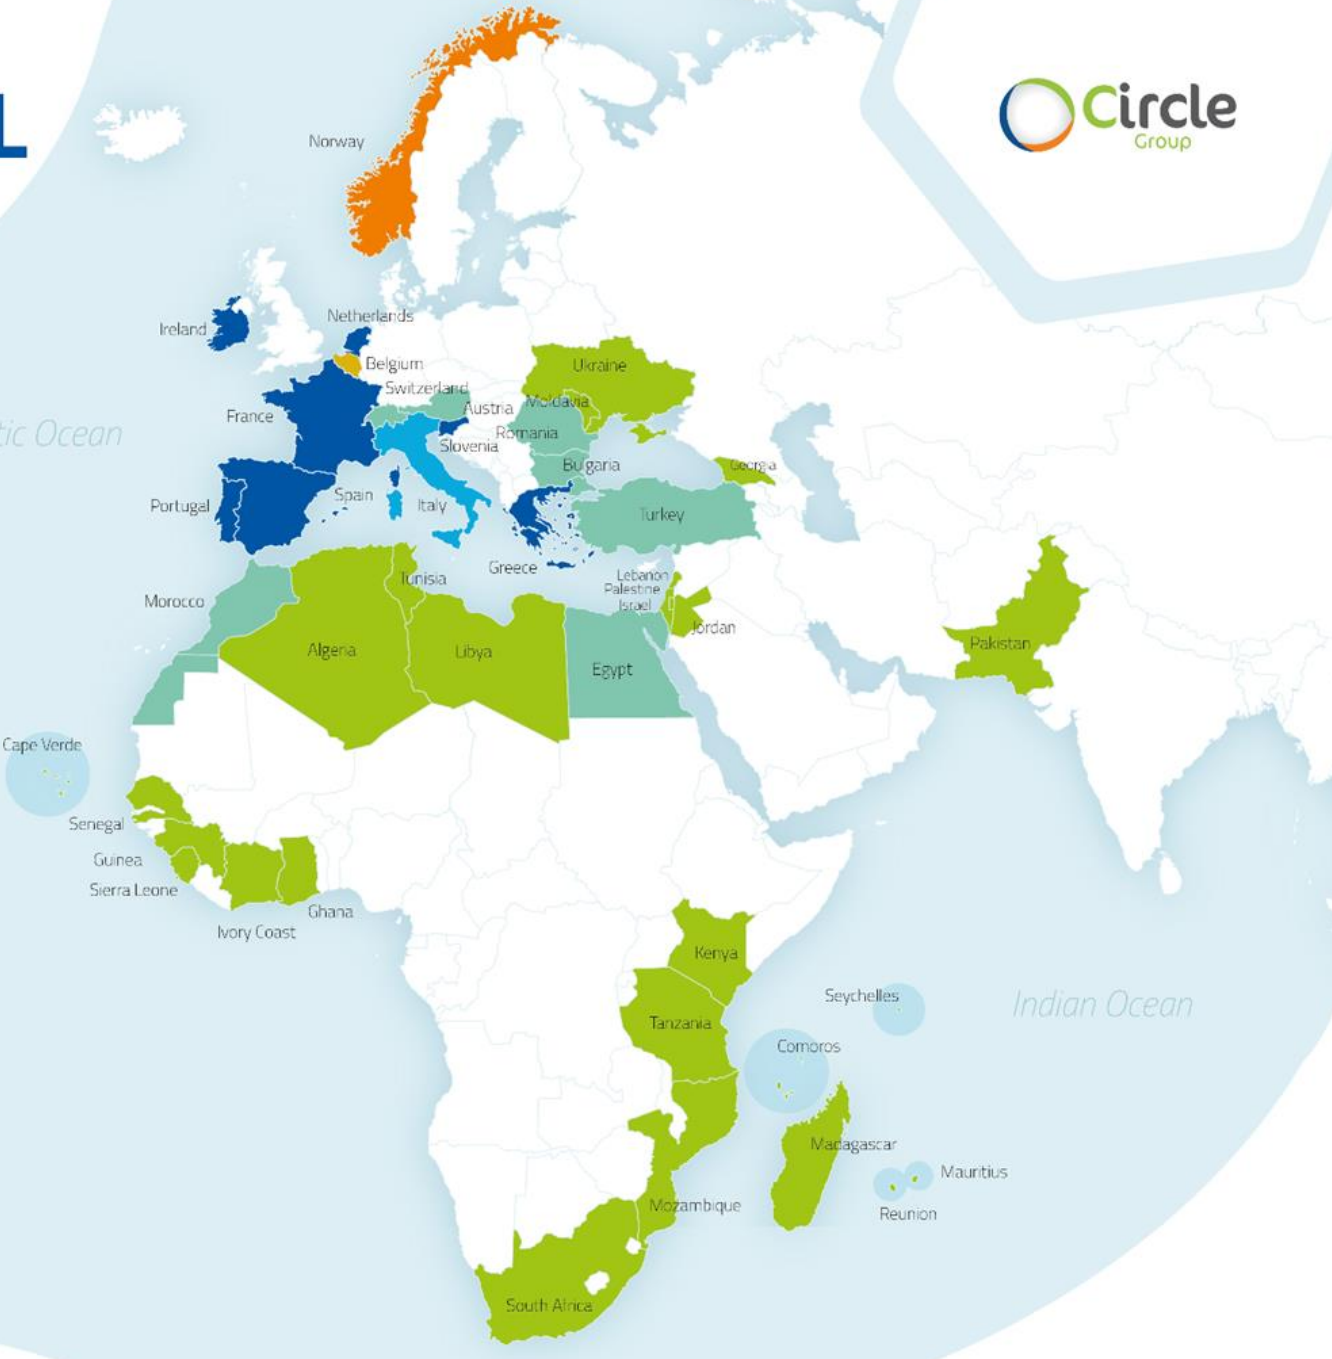 L
Circle
Group
Norway
Ireland
Netherlands
Belgium
Ukraine
Switzerland
Austria
Moldavia
France
Romania
Slovenia
Bulgaria
Georgia
tic Ocean
Portugal
Spain
Italy
Turkey
Greece
Lebanon
Palestine
Israel
Tunisia
Morocco
Jordan
Algeria
Libya
Egypt
Pakistan
Cape Verde
Senegal
Guinea
Sierra Leone
Ghana
Ivory Coast
Kenya
Seychelles
Indian Ocean
Tanzania
Comoros
Madagascar
Mauritius
Mozambique
Reunion
South Africa